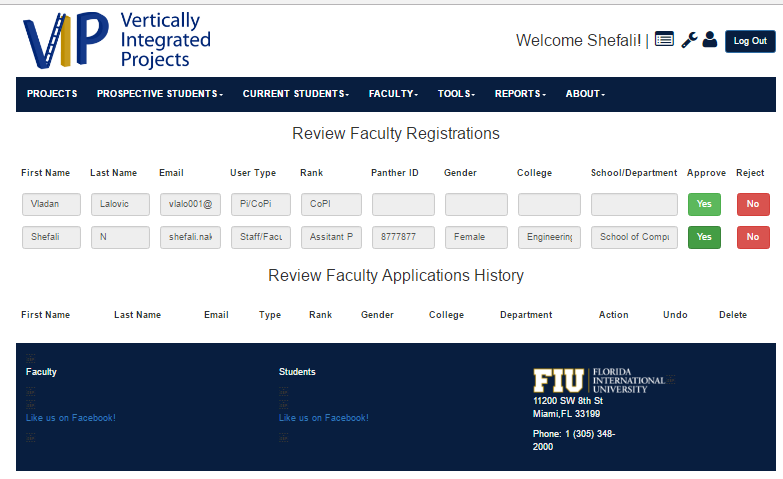 VIP Vertically
Integrated
Projects
Welcome Shefali! |
Log Out
PROJECTS PROSPECTIVE STUDENTS CURRENT STUDENTS FACULTY TOOLS REPORTS ABOUT
Review Faculty Registrations
First Name Last Name Email User Type Rank Panther ID Gender College School/Department Approve Reject
Vladan Lalovic vlalo001@ Pi/CoPi CoPI Yes No
Shefali N shefali.nak Staff/Facu Assitant P 8777877 Female Engineering School of Compu Yes No
Review Faculty Applications History
First Name Last Name Email Type Rank Gender College Department Action Undo Delete
Faculty
Like us on Facebook!
Students
Like us on Facebook!
FIU FLORIDA
INTERNATIONAL
UNIVERSITY
11200 SW 8th St
Miami,FL 33199
Phone: 1 (305) 348-
2000